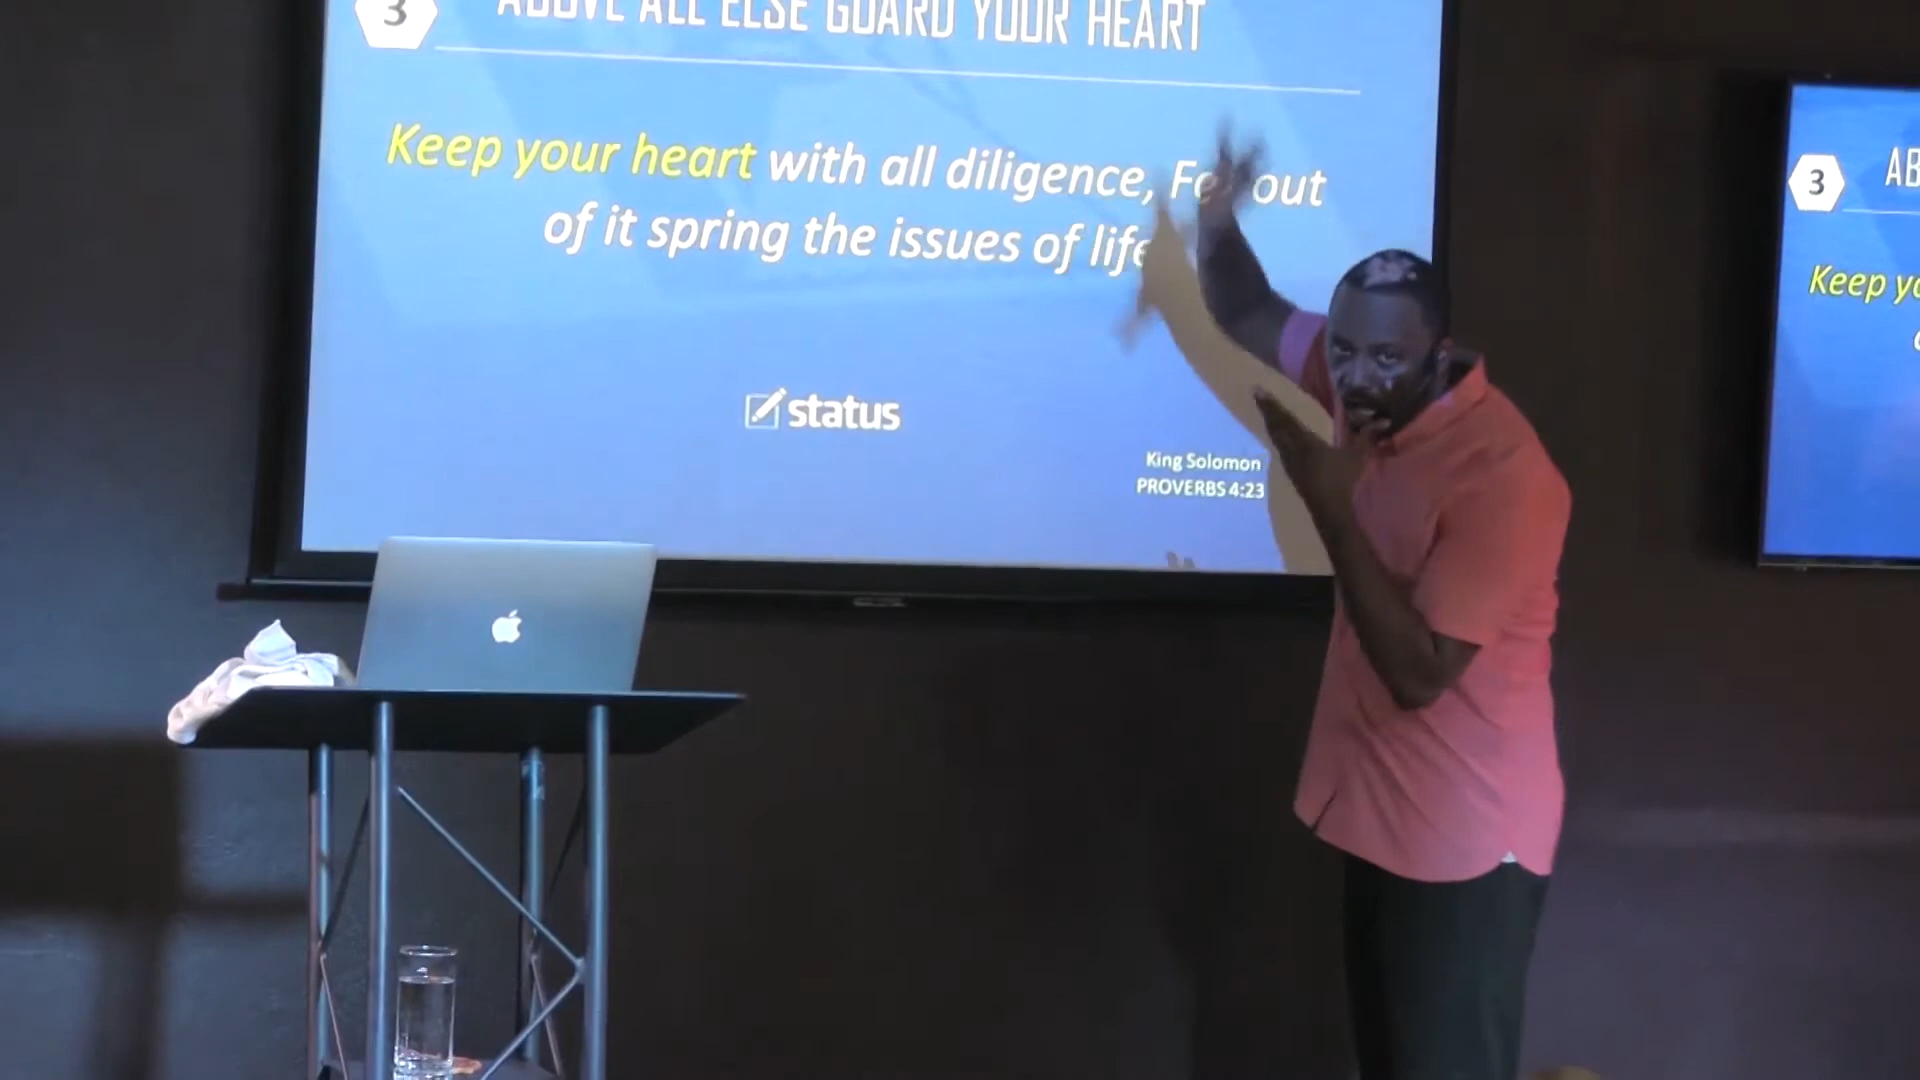 3
ABOVE ALL ELSE GUARD YOUR HEART
Keep your heart with all diligence, out
of it spring the issues of life
status
King Solomon
PROVERBS 4:23
3
AB
Keep yo